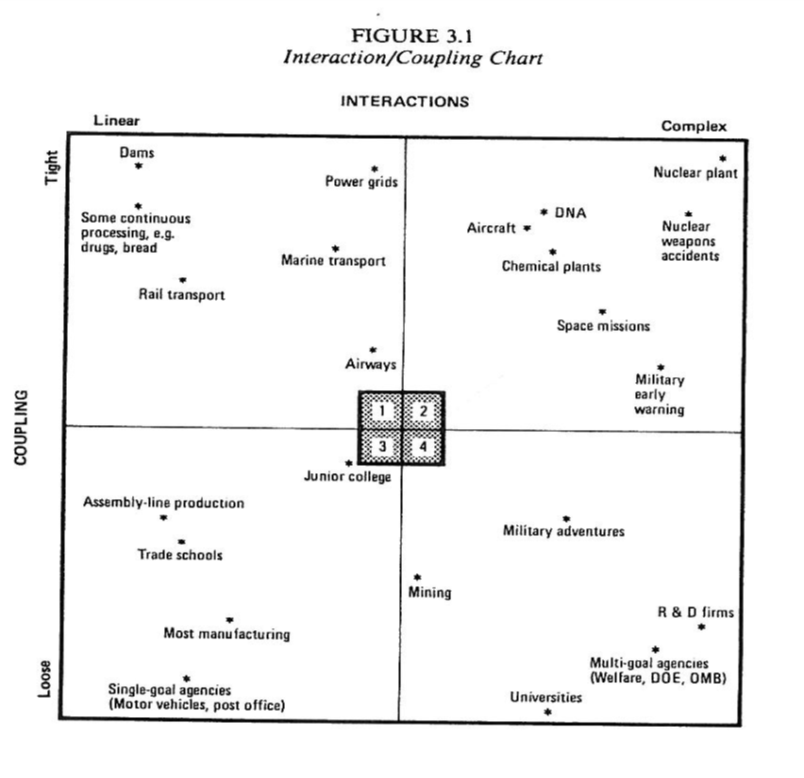 FIGURE 3.1
Interaction/Coupling Chart
INTERACTIONS
Linear
Complex
COUPLING
Tight
Loose
Dams
Some continuous
processing, e.g.
drugs, bread
Rail transport
Power grids
Marine transport
Airways
Nuclear plant
DNA
Aircraft
Nuclear
weapons
accidents
Chemical plants
Space missions
Military
early
warning
1
2
3
4
Junior college
Assembly-line production
Trade schools
Most manufacturing
Single-goal agencies
(Motor vehicles, post office)
Military adventures
Mining
R & D firms
Multi-goal agencies
(Welfare, DOE, OMB)
Universities